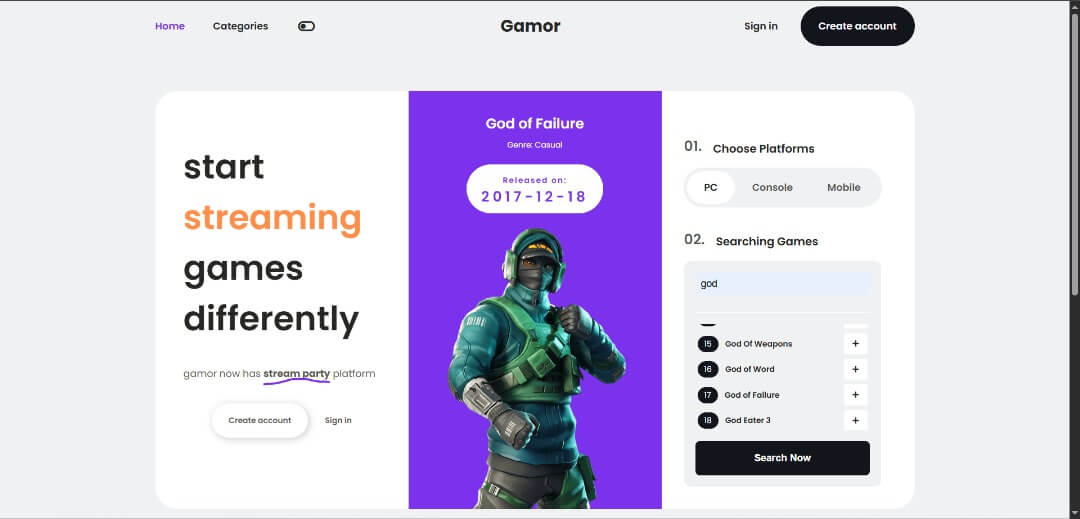 Home
Categories
Gamor
Sign in
Create account
start
streaming
games
differently
gamor now has stream party platform
Create account
Sign in
God of Failure
Genre: Casual
Released on:
2017-12-18
01. Choose Platforms
PC
Console
Mobile
02. Searching Games
god
15 God Of Weapons +
16 God of Word +
17 God of Failure +
18 God Eater 3 +
Search Now